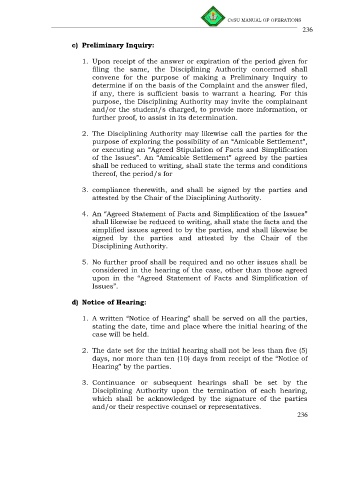 CvSU MANUAL OF OPERATIONS
236
c) Preliminary Inquiry:
1. Upon receipt of the answer or expiration of the period given for
filing the same, the Disciplining Authority concerned shall
convene for the purpose of making a Preliminary Inquiry to
determine if on the basis of the Complaint and the answer filed,
if any, there is sufficient basis to warrant a hearing. For this
purpose, the Disciplining Authority may invite the complainant
and/or the student/s charged, to provide more information, or
further proof, to assist in its determination.
2. The Disciplining Authority may likewise call the parties for the
purpose of exploring the possibility of an “Amicable Settlement”,
or executing an “Agreed Stipulation of Facts and Simplification
of the Issues”. An “Amicable Settlement” agreed by the parties
shall be reduced to writing, shall state the terms and conditions
thereof, the period/s for
3. compliance therewith, and shall be signed by the parties and
attested by the Chair of the Disciplining Authority.
4. An “Agreed Statement of Facts and Simplification of the Issues”
shall likewise be reduced to writing, shall state the facts and the
simplified issues agreed to by the parties, and shall likewise be
signed by the parties and attested by the Chair of the
Disciplining Authority.
5. No further proof shall be required and no other issues shall be
considered in the hearing of the case, other than those agreed
upon in the “Agreed Statement of Facts and Simplification of
Issues”.
d) Notice of Hearing:
1. A written “Notice of Hearing” shall be served on all the parties,
stating the date, time and place where the initial hearing of the
case will be held.
2. The date set for the initial hearing shall not be less than five (5)
days, nor more than ten (10) days from receipt of the “Notice of
Hearing” by the parties.
3. Continuance or subsequent hearings shall be set by the
Disciplining Authority upon the termination of each hearing,
which shall be acknowledged by the signature of the parties
and/or their respective counsel or representatives.
236